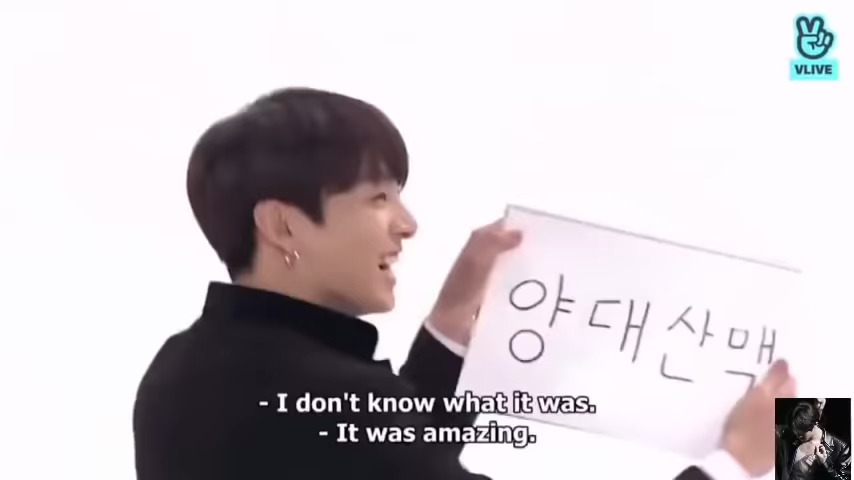 VLIVE
양대산맥
- I don't know what it was.
- It was amazing.